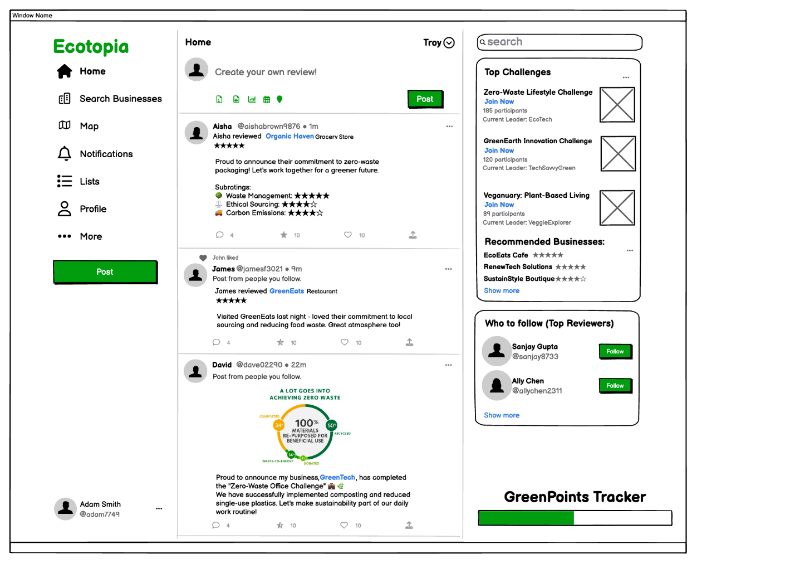 Window Name
Ecotopia
Home
Search Businesses
Map
Notifications
Lists
Profile
More
Post
Adam Smith
@adam7749
Home
Troy
Create your own review!
Post
Aisha @aishabrown9876 • 1m
Aisha reviewed Organic Haven Grocery Store
★★★★★
Proud to announce their commitment to zero-waste
packaging! Let's work together for a greener future.
Subratings:
Waste Management: ★★★★★
Ethical Sourcing: ★★★★☆
Carbon Emissions: ★★★★☆
4 10 10
John liked
James @jamesf3021 • 9m
Post from people you follow.
James reviewed GreenEats Restaurant
★★★★★
Visited GreenEats last night - loved their commitment to local
sourcing and reducing food waste. Great atmosphere too!
4 10 10
David @dave02290 • 22m
Post from people you follow.
A LOT GOES INTO
ACHIEVING ZERO WASTE
100%
MATERIALS
RE-PURPOSED FOR
BENEFICIAL USE
RECYCLED
WASTE-TO-ENERGY
DONATED
Proud to announce my business,GreenTech, has completed
the "Zero-Waste Office Challenge"
We have successfully implemented composting and reduced
single-use plastics. Let's make sustainability part of our daily
work routine!
4 10 10
search
Top Challenges
Zero-Waste Lifestyle Challenge
Join Now
185 participants
Current Leader: EcoTech
GreenEarth Innovation Challenge
Join Now
120 participants
Current Leader: TechSavvyGreen
Veganuary: Plant-Based Living
Join Now
89 participants
Current Leader: VeggieExplorer
Recommended Businesses:
EcoEats Cafe ★★★★★
RenewTech Solutions ★★★★★
SustainStyle Boutique ★★★★☆
Show more
Who to follow (Top Reviewers)
Sanjay Gupta
@sanjay8733
Follow
Ally Chen
@allychen2311
Follow
Show more
GreenPoints Tracker